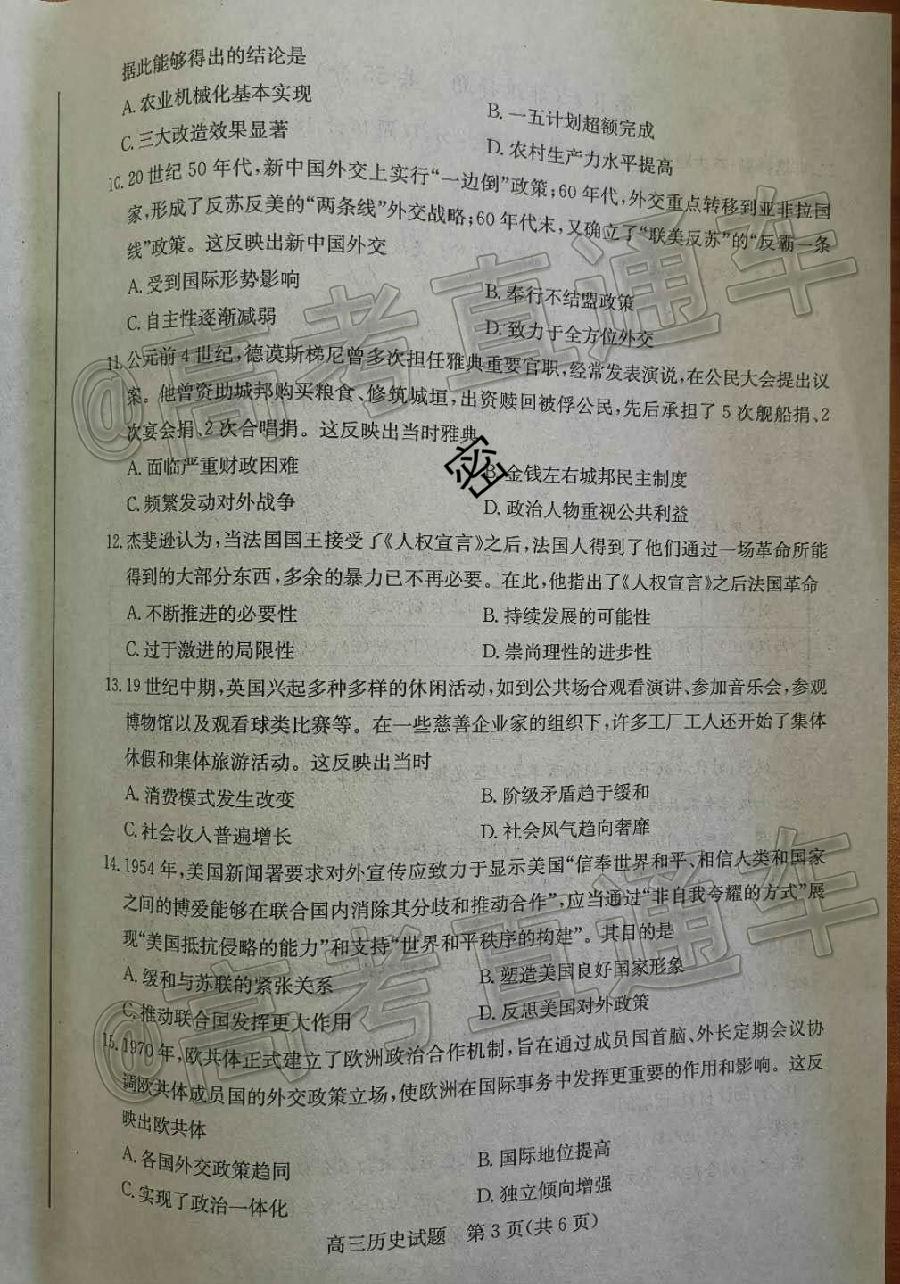 据此能够得出的结论是
A.农业机械化基本实现
B.一五计划超额完成
C.三大改造效果显著
D.农村生产力水平提高
10.20世纪50年代,新中国外交上实行“一边倒”政策;60年代,外交重点转移到亚非拉国
家,形成了反苏反美的“两条线”外交战略;60年代末,又确立了“联美反苏”的“反霸一条
线”政策。这反映出新中国外交
A.受到国际形势影响
B.奉行不结盟政策
C.自主性逐渐减弱
D.致力于全方位外交
11.公元前4世纪,德谟斯梯尼曾多次担任雅典重要官职,经常发表演说,在公民大会提出议
案。他曾资助城邦购买粮食、修筑城垣,出资赎回被俘公民,先后承担了5次舰船捐、2
次宴会捐、2次合唱捐。这反映出当时雅典
A.面临严重财政困难
B.金钱左右城邦民主制度
C.频繁发动对外战争
D.政治人物重视公共利益
密
12.杰斐逊认为,当法国国王接受了《人权宣言》之后,法国人得到了他们通过一场革命所能
得到的大部分东西,多余的暴力已不再必要。在此,他指出了《人权宣言》之后法国革命
A.不断推进的必要性
B.持续发展的可能性
C.过于激进的局限性
D.崇尚理性的进步性
13.19世纪中期,英国兴起多种多样的休闲活动,如到公共场合观看演讲、参加音乐会,参观
博物馆以及观看球类比赛等。在一些慈善企业家的组织下,许多工厂工人还开始了集体
休假和集体旅游活动。这反映出当时
A.消费模式发生改变
B.阶级矛盾趋于缓和
C.社会收入普遍增长
D.社会风气趋向奢靡
14.1954年,美国新闻署要求对外宣传应致力于显示美国“信奉世界和平、相信人类和国家
之间的博爱能够在联合国内消除其分歧和推动合作”,应当通过“非自我夸耀的方式”展
现“美国抵抗侵略的能力”和支持“世界和平秩序的构建”。其目的是
A.缓和与苏联的紧张关系
B.塑造美国良好国家形象
C.推动联合国发挥更大作用
D.反思美国对外政策
15.1970年,欧共体正式建立了欧洲政治合作机制,旨在通过成员国首脑、外长定期会议协
调欧共体成员国的外交政策立场,使欧洲在国际事务中发挥更重要的作用和影响。这反
映出欧共体
A.各国外交政策趋同
B.国际地位提高
C.实现了政治一体化
D.独立倾向增强
高三历史试题 第3页(共6页)
@高考直通车
@高考直通车